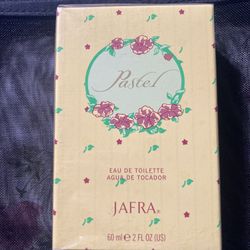 Pastel
EAU DE TOILETTE
AGUA DE TOCADOR
JAFRA®
60 ml e 2 FL OZ (US)